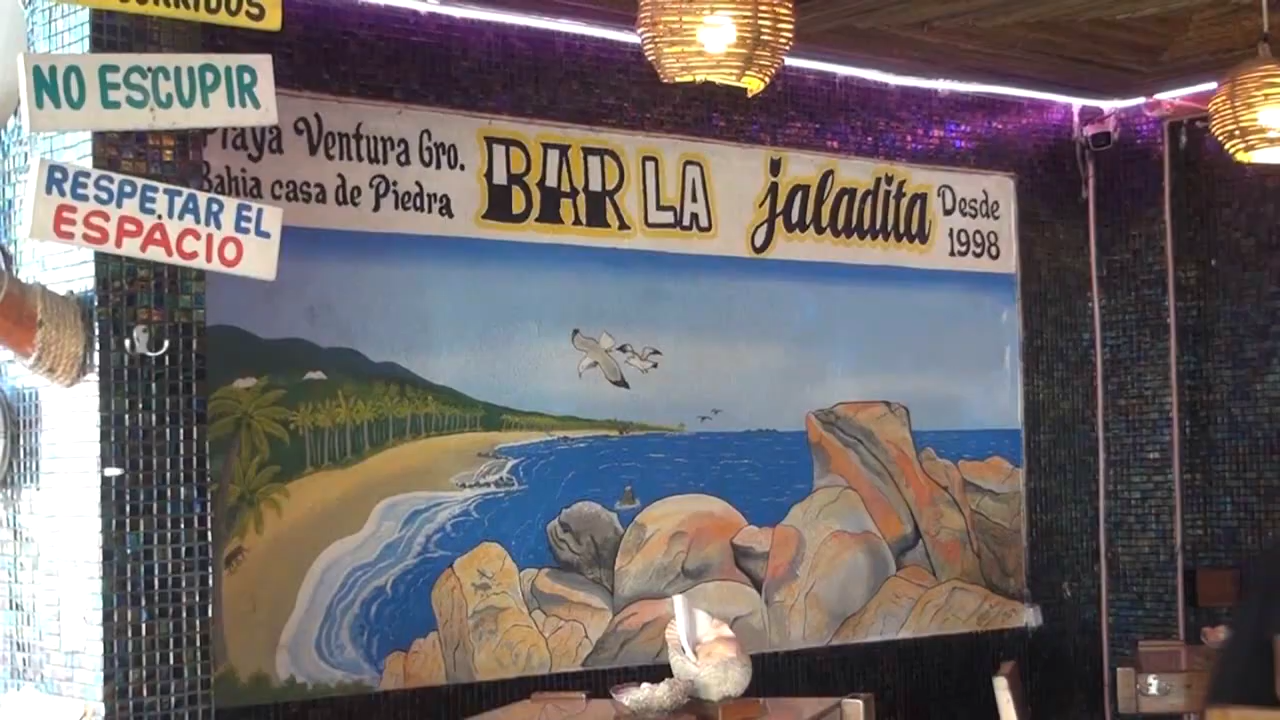 NO ESCUPIR
RESPETAR EL
ESPACIO
Playa Ventura Gro.
Bahia casa de Piedra
BAR LA jaladita
Desde
1998